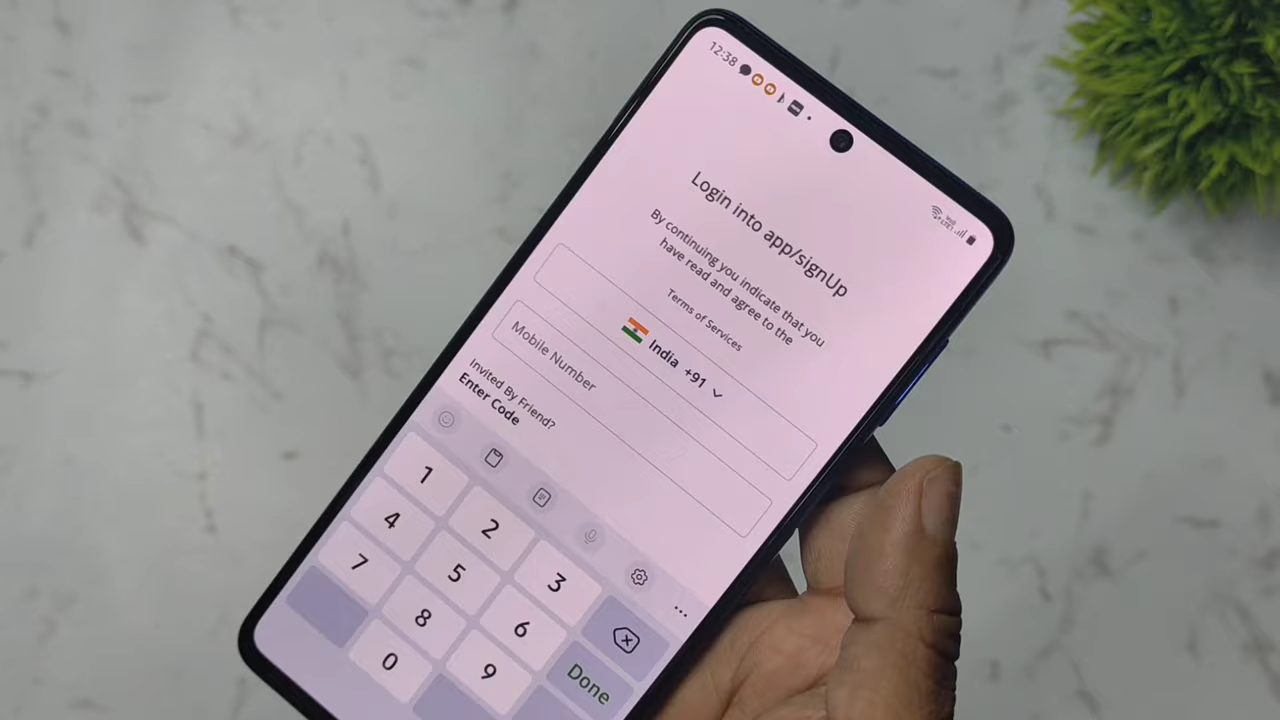 12:38
Login into app/signUp
By continuing you indicate that you
have read and agree to the
Terms of Services
India +91
Mobile Number
Invited By Friend?
Enter Code
1 2 3
4 5 6
7 8 9
0 Done